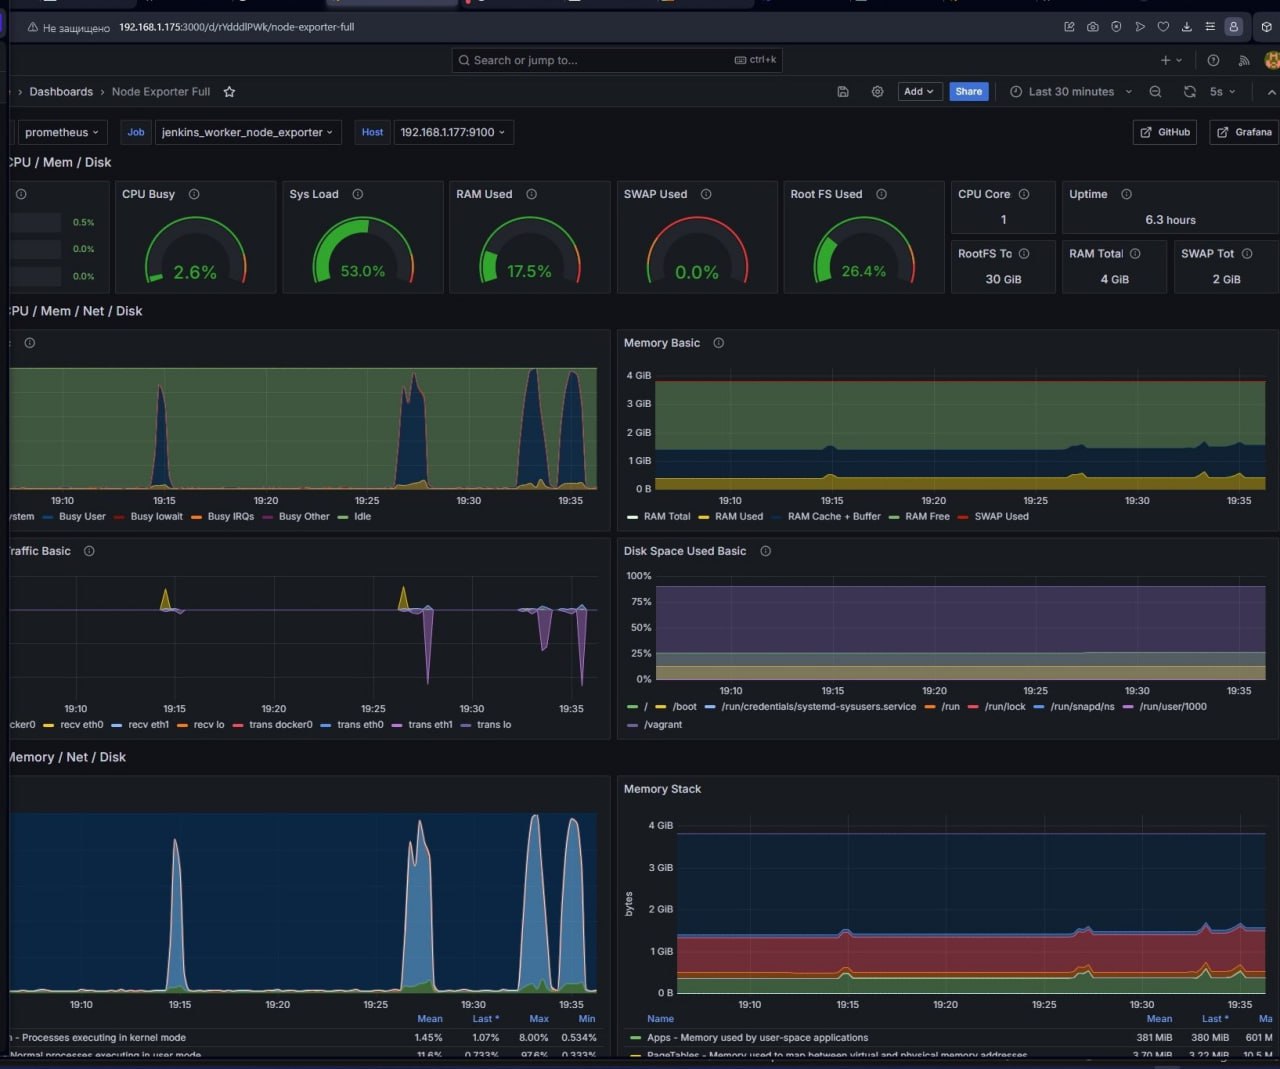 Не защищено 192.168.1.175:3000/d/rYdddlPWk/node-exporter-full
Search or jump to... ctrl+k
Dashboards › Node Exporter Full Add Share Last 30 minutes 5s
prometheus Job jenkins_worker_node_exporter Host 192.168.1.177:9100 GitHub Grafana
CPU / Mem / Disk
CPU Busy Sys Load RAM Used SWAP Used Root FS Used CPU Core Uptime
0.5%
0.0%
0.0%
2.6% 53.0% 17.5% 0.0% 26.4%
1 6.3 hours
RootFS To RAM Total SWAP Tot
30 GiB 4 GiB 2 GiB
CPU / Mem / Net / Disk
19:10 19:15 19:20 19:25 19:30 19:35
ystem Busy User Busy Iowait Busy IRQs Busy Other Idle
Memory Basic
4 GiB
3 GiB
2 GiB
1 GiB
0 B
19:10 19:15 19:20 19:25 19:30 19:35
RAM Total RAM Used RAM Cache + Buffer RAM Free SWAP Used
raffic Basic
19:10 19:15 19:20 19:25 19:30 19:35
cker0 recv eth0 recv eth1 recv lo trans docker0 trans eth0 trans eth1 trans lo
Disk Space Used Basic
100%
75%
50%
25%
0%
19:10 19:15 19:20 19:25 19:30 19:35
/ /boot /run/credentials/systemd-sysusers.service /run /run/lock /run/snapd/ns /run/user/1000
/vagrant
Memory / Net / Disk
19:10 19:15 19:20 19:25 19:30 19:35
Mean Last * Max Min
- Processes executing in kernel mode 1.45% 1.07% 8.00% 0.534%
Normal processes executing in user mode 11.6% 0.733% 97.6% 0.333%
Memory Stack
bytes
4 GiB
3 GiB
2 GiB
1 GiB
0 B
19:10 19:15 19:20 19:25 19:30 19:35
Name Mean Last * Ma
Apps - Memory used by user-space applications 381 MiB 380 MiB 601 M
PageTables - Memory used to map between virtual and physical memory addresses 3.70 MiB 3.22 MiB 10.5 M